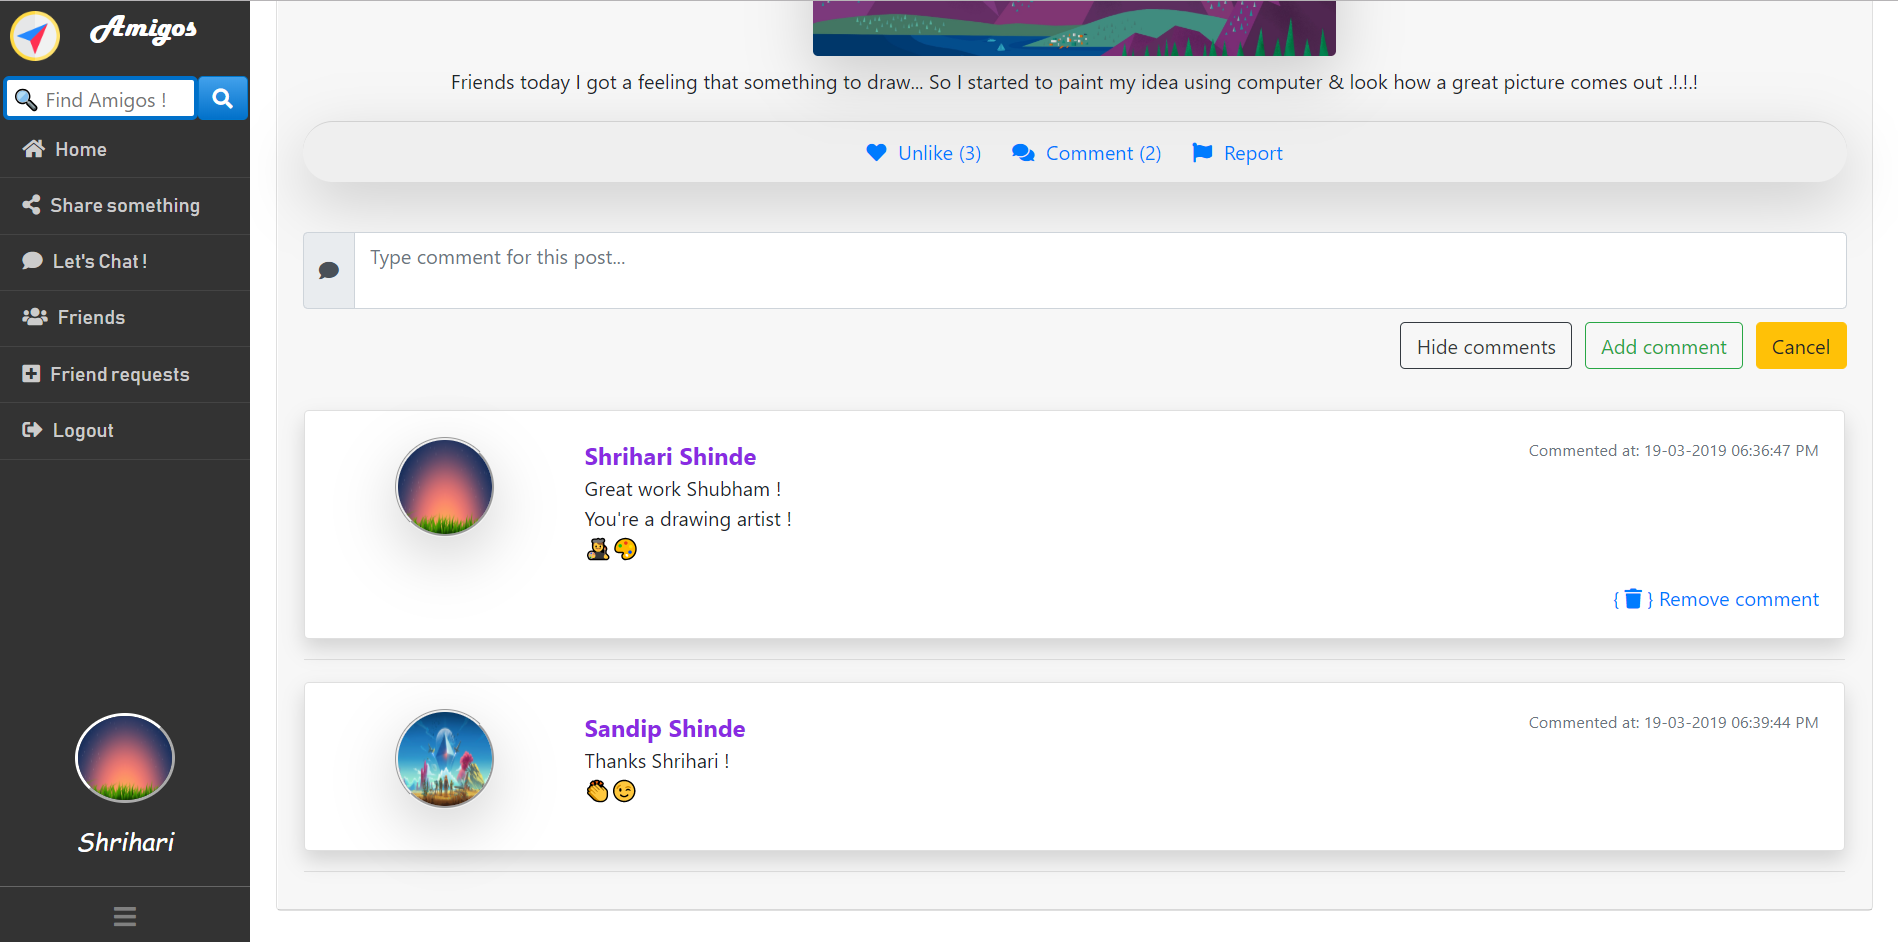 Amigos
Find Amigos !
Home
Share something
Let's Chat !
Friends
Friend requests
Logout
Shrihari
Friends today I got a feeling that something to draw... So I started to paint my idea using computer & look how a great picture comes out .!.!.!
Unlike (3) Comment (2) Report
Type comment for this post...
Hide comments Add comment Cancel
Shrihari Shinde
Commented at: 19-03-2019 06:36:47 PM
Great work Shubham !
You're a drawing artist !
👩‍🎨🎨
{ } Remove comment
Sandip Shinde
Commented at: 19-03-2019 06:39:44 PM
Thanks Shrihari !
👏😉